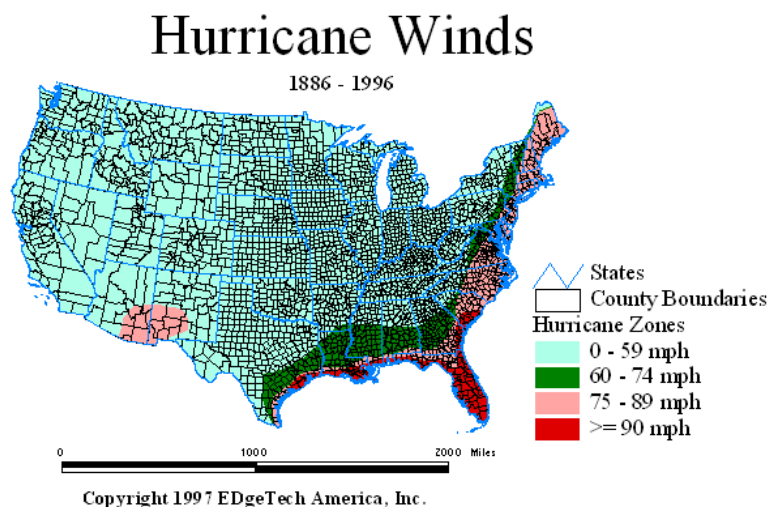 Hurricane Winds
1886 - 1996
States
County Boundaries
Hurricane Zones
0 - 59 mph
60 - 74 mph
75 - 89 mph
>= 90 mph
0 1000 2000 Miles
Copyright 1997 EDgeTech America, Inc.